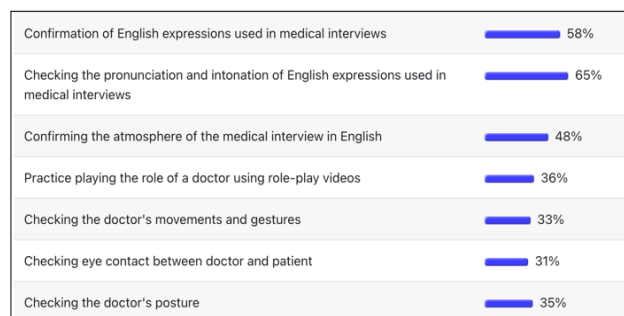 Confirmation of English expressions used in medical interviews 58%
Checking the pronunciation and intonation of English expressions used in 65%
medical interviews
Confirming the atmosphere of the medical interview in English 48%
Practice playing the role of a doctor using role-play videos 36%
Checking the doctor's movements and gestures 33%
Checking eye contact between doctor and patient 31%
Checking the doctor's posture 35%